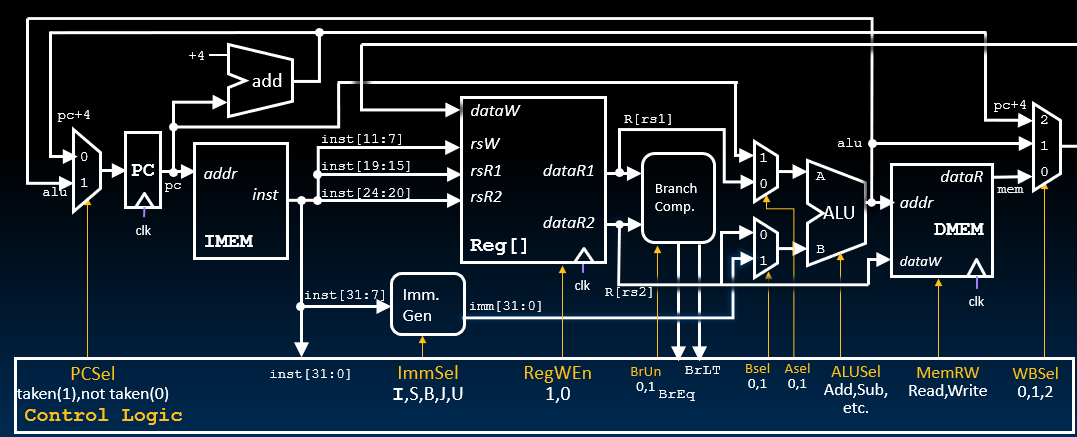 +4
add
pc+4
0
1
alu
PC
clk
pc
addr
inst
IMEM
inst[11:7]
inst[19:15]
inst[24:20]
dataW
rsW
rsR1
rsR2
dataR1
dataR2
Reg[]
clk
R[rs1]
R[rs2]
Branch
Comp.
1
0
0
1
A
B
ALU
alu
addr
dataR
DMEM
dataW
clk
mem
pc+4
2
1
0
inst[31:7]
Imm.
Gen
imm[31:0]
PCSel
taken(1),not taken(0)
Control Logic
inst[31:0]
ImmSel
I,S,B,J,U
RegWEn
1,0
BrUn
0,1
BrEq
BrLT
Bsel
0,1
Asel
0,1
ALUSel
Add,Sub,
etc.
MemRW
Read,Write
WBSel
0,1,2